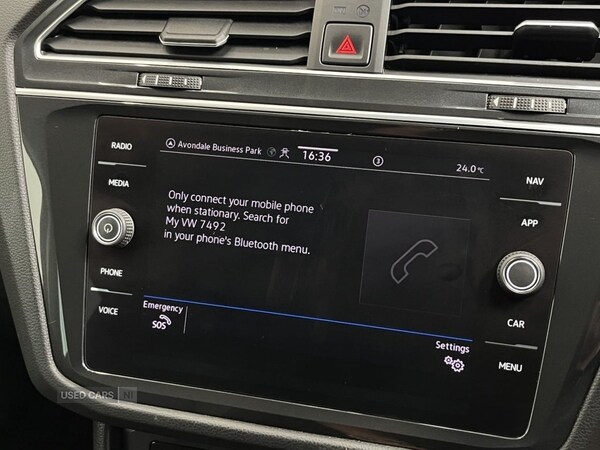 RADIO
MEDIA
PHONE
VOICE
Avondale Business Park
16:36
3
24.0°C
Only connect your mobile phone
when stationary. Search for
My VW 7492
in your phone's Bluetooth menu.
Emergency
SOS
Settings
NAV
APP
CAR
MENU
USED CARS NI